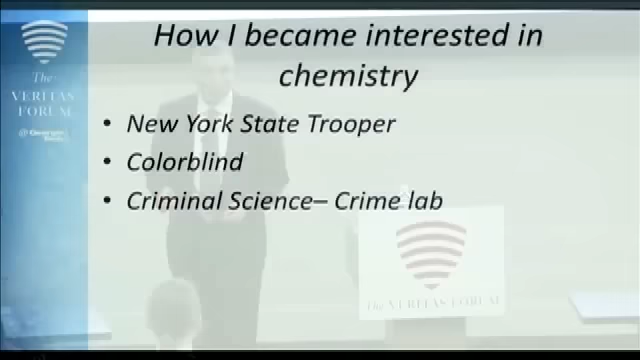 How I became interested in
chemistry
• New York State Trooper
• Colorblind
• Criminal Science– Crime lab
The
VERITAS
FORUM
The VERITAS FORUM